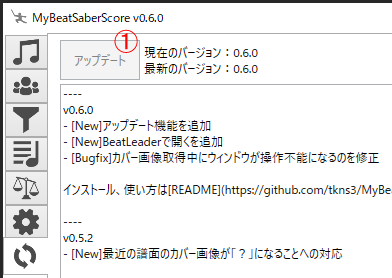 MyBeatSaberScore v0.6.0
①
アップデート
現在のバージョン：0.6.0
最新のバージョン：0.6.0
----
v0.6.0
- [New]アップデート機能を追加
- [New]BeatLeaderで開くを追加
- [Bugfix]カバー画像取得中にウィンドウが操作不能になるのを修正
インストール、使い方は[README](https://github.com/tkns3/MyBe
----
v0.5.2
- [New]最近の譜面のカバー画像が「？」になることへの対応